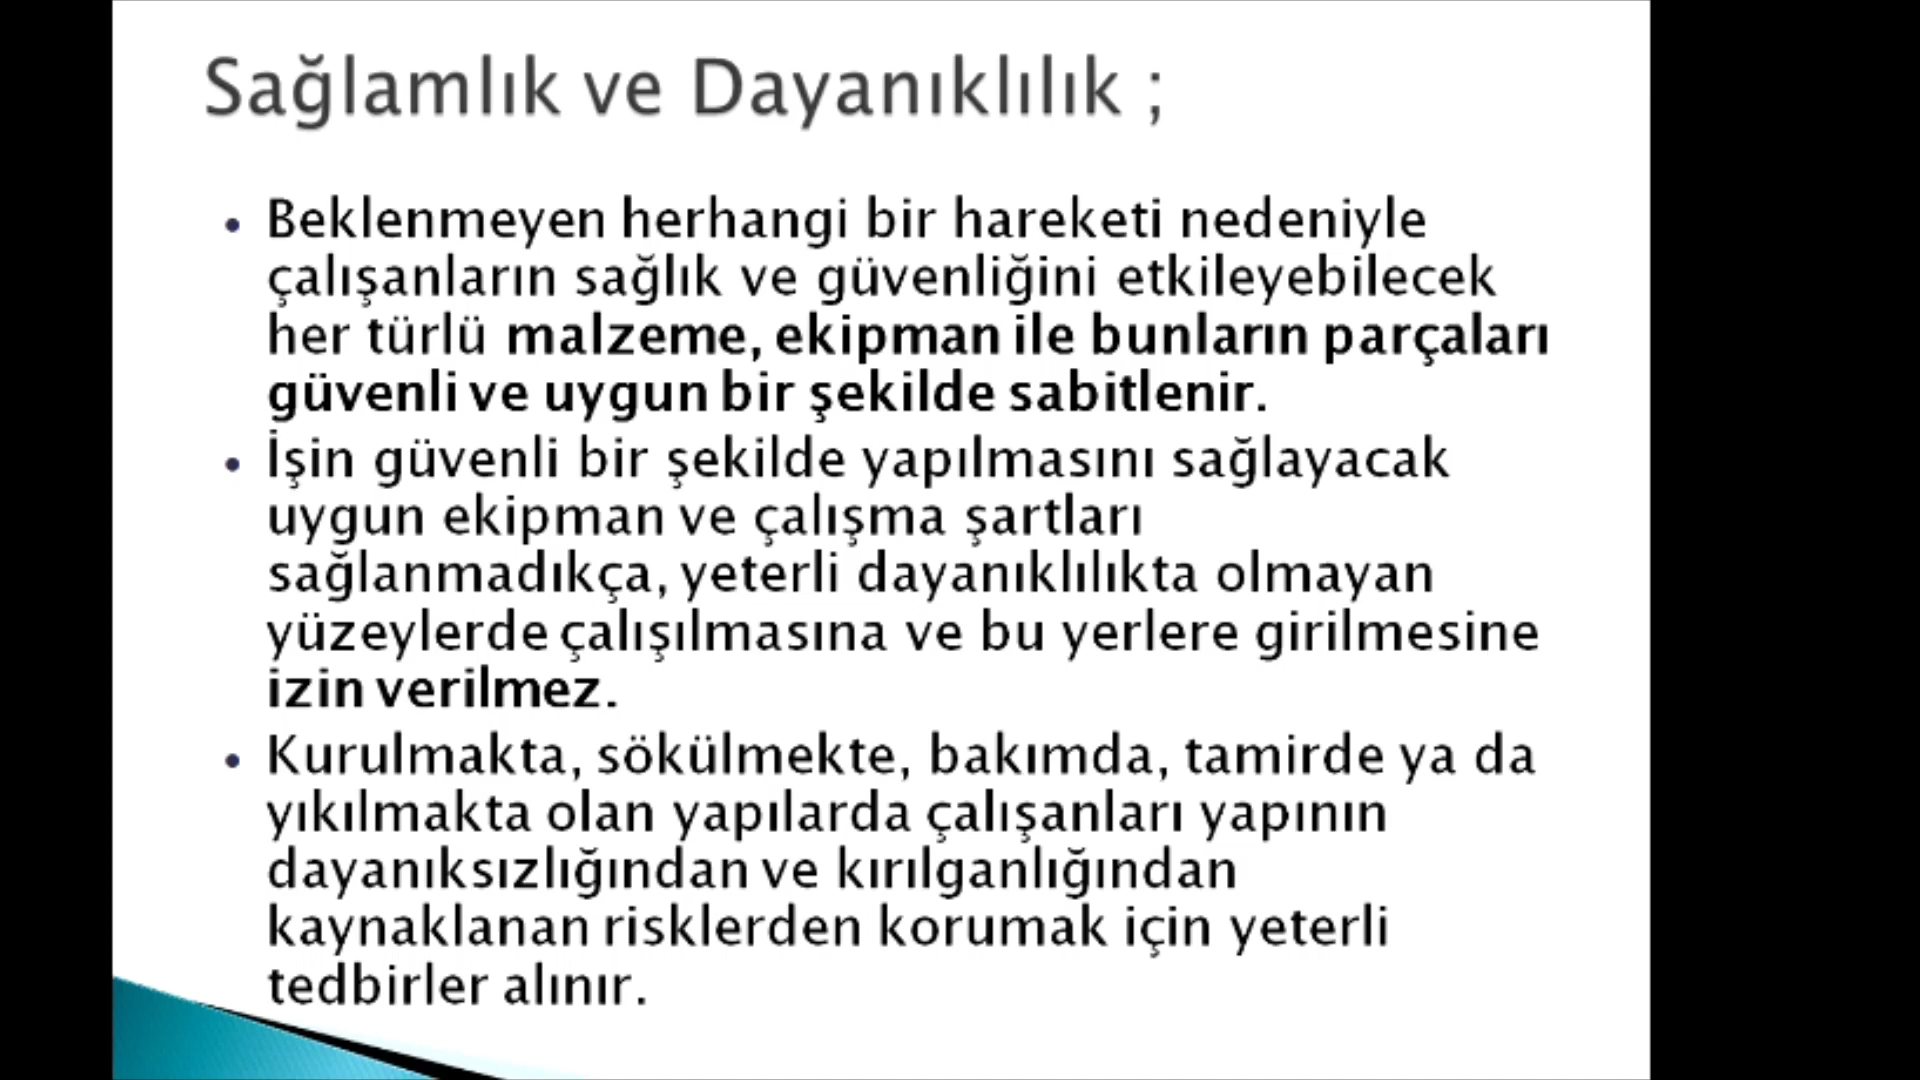 Sağlamlık ve Dayanıklılık ;
• Beklenmeyen herhangi bir hareketi nedeniyle
çalışanların sağlık ve güvenliğini etkileyebilecek
her türlü malzeme, ekipman ile bunların parçaları
güvenli ve uygun bir şekilde sabitlenir.
• İşin güvenli bir şekilde yapılmasını sağlayacak
uygun ekipman ve çalışma şartları
sağlanmadıkça, yeterli dayanıklılıkta olmayan
yüzeylerde çalışılmasına ve bu yerlere girilmesine
izin verilmez.
• Kurulmakta, sökülmekte, bakımda, tamirde ya da
yıkılmakta olan yapılarda çalışanları yapının
dayanıksızlığından ve kırılganlığından
kaynaklanan risklerden korumak için yeterli
tedbirler alınır.